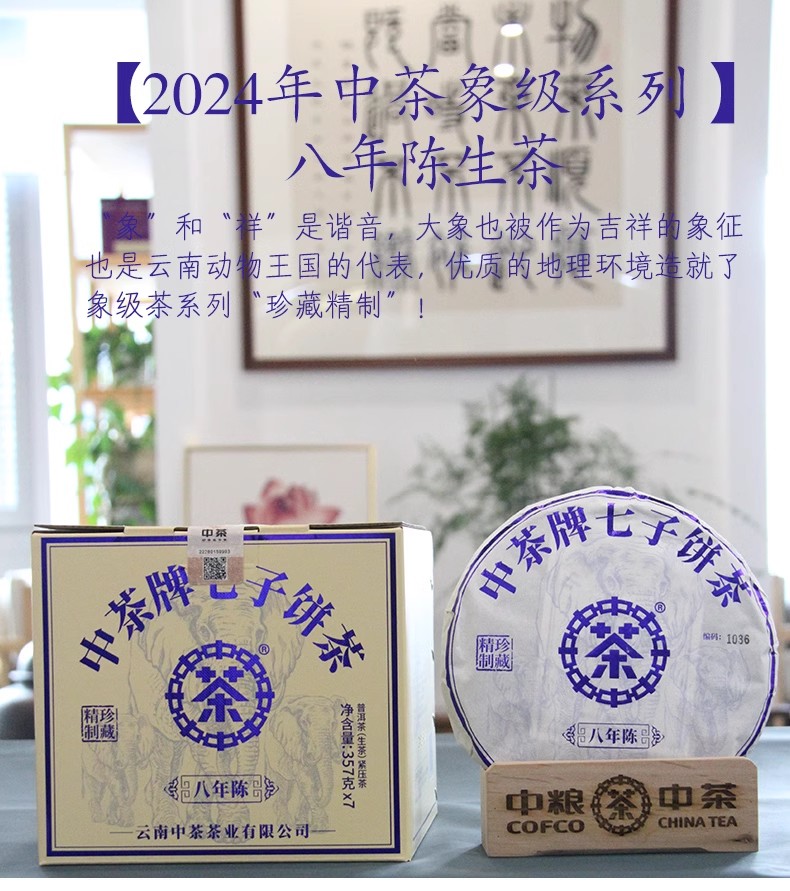 【2024年中茶象级系列】
八年陈生茶
“象”和“祥”是谐音，大象也被作为吉祥的象征
也是云南动物王国的代表，优质的地理环境造就了
象级茶系列“珍藏精制”！
中茶
中茶牌七子饼茶
茶
®
珍藏
精制
八年陈
普洱茶(生茶)紧压茶
净含量:357克x7
云南中茶茶业有限公司
中茶牌七子饼茶
茶
®
编码: 1036
珍藏
精制
八年陈
中粮 茶 中茶
COFCO CHINA TEA